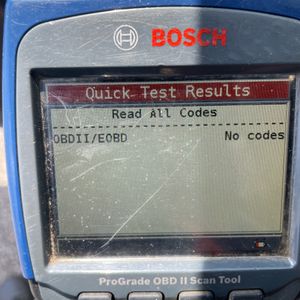 BOSCH
Quick Test Results
Read All Codes
OBDII/EOBD No codes
ProGrade OBD II Scan Tool